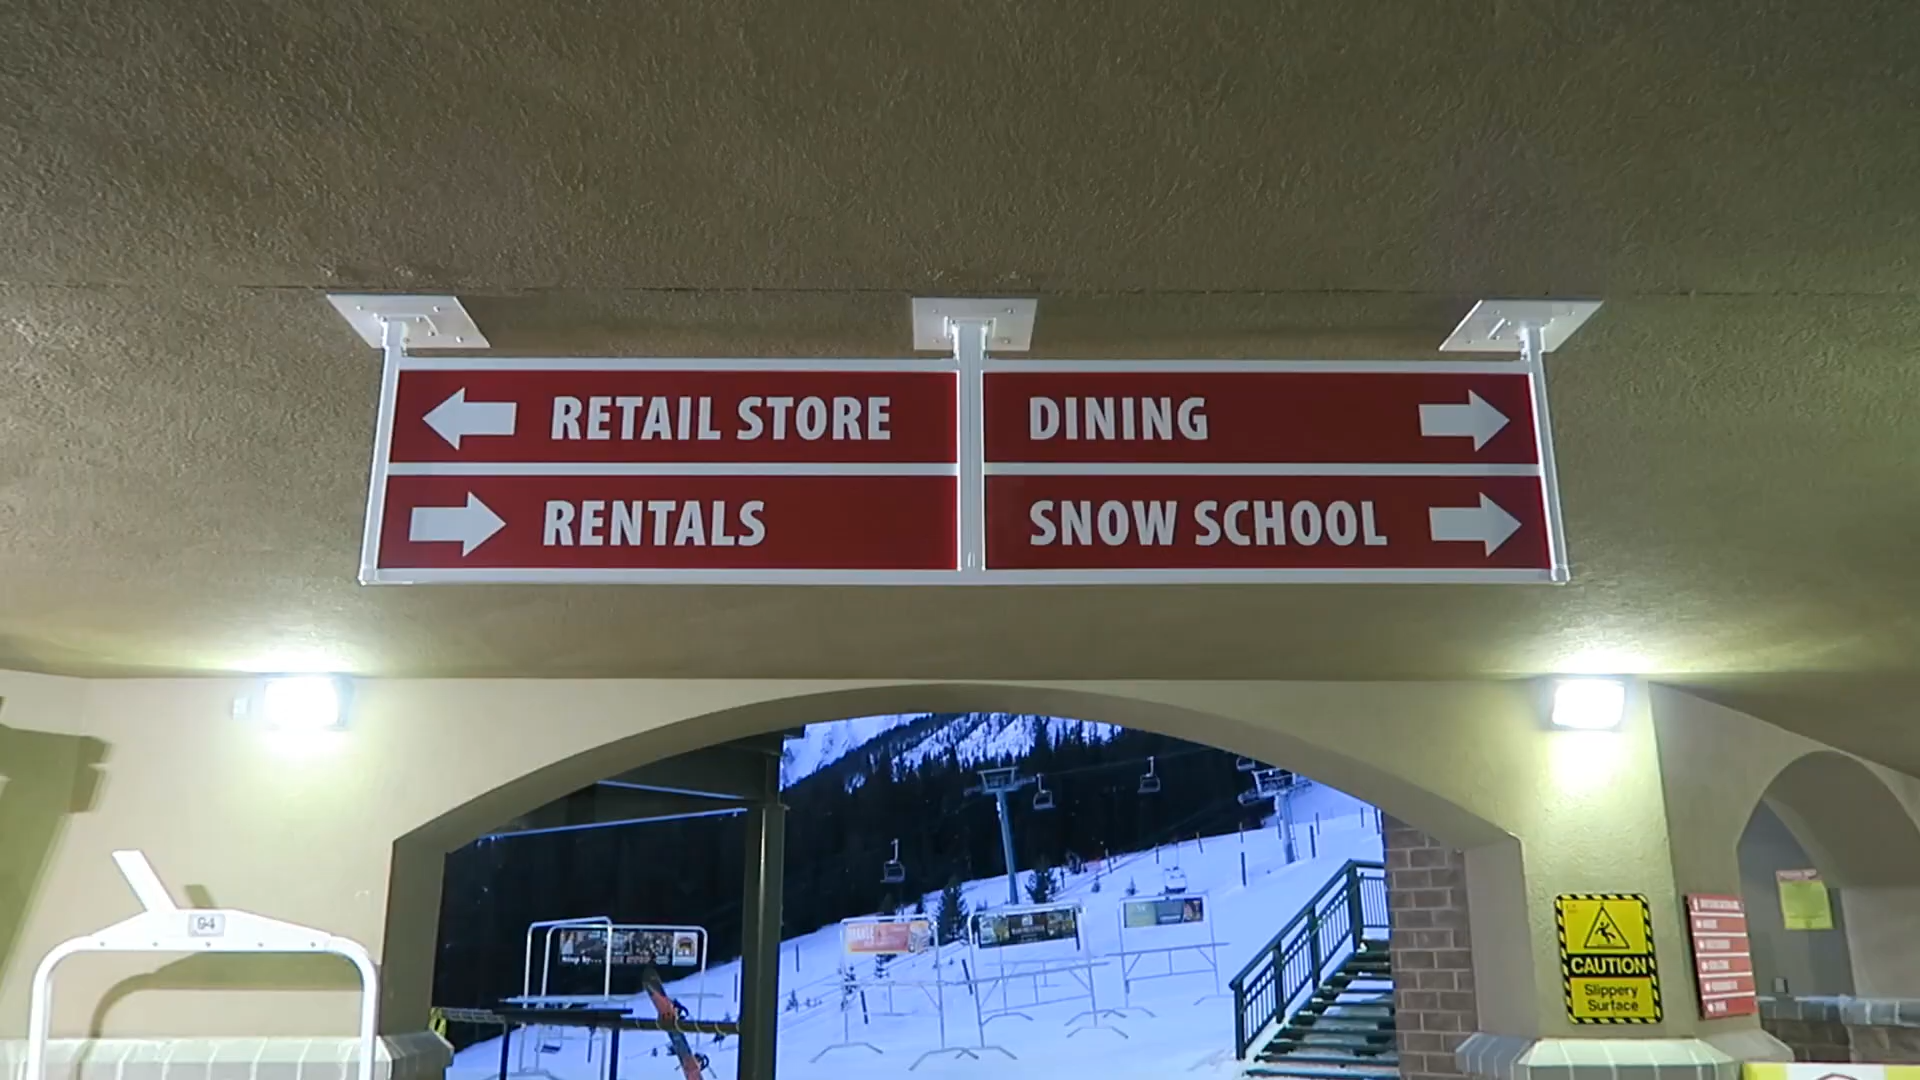 RETAIL STORE
DINING
RENTALS
SNOW SCHOOL
CAUTION
Slippery
Surface